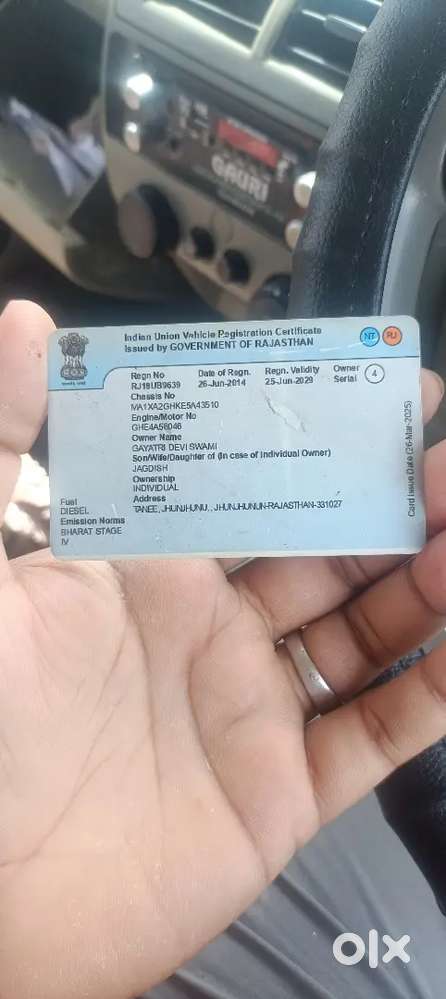 GAURI
Indian Union Vehicle Registration Certificate
Issued by GOVERNMENT OF RAJASTHAN
NT RJ
Regn No Date of Regn. Regn. Validity Owner Serial 4
RJ18UB9639 26-Jun-2014 25-Jun-2029
Chassis No
MA1XA2GHKE5A43510
Engine/Motor No
GHE4A58046
Owner Name
GAYATRI DEVI SWAMI
Son/Wife/Daughter of (In case of Individual Owner)
JAGDISH
Ownership
INDIVIDUAL
Address
TANEE, JHUNJHUNU, , JHUNJHUNUN-RAJASTHAN-331027
Fuel
DIESEL
Emission Norms
BHARAT STAGE
IV
Card Issue Date (26-Mar-2025)
olx